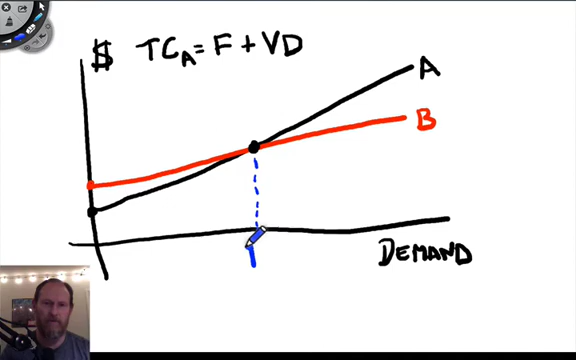 $ TCA = F + VD
A
B
DEMAND